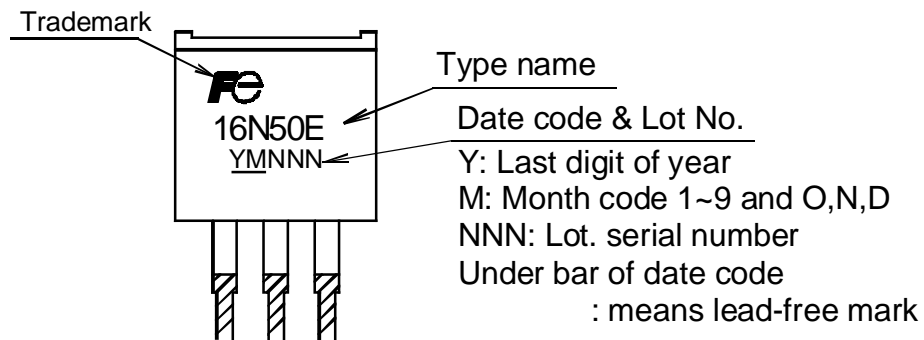 Trademark
Fe
16N50E
YMNNN
Type name
Date code & Lot No.
Y: Last digit of year
M: Month code 1~9 and O,N,D
NNN: Lot. serial number
Under bar of date code
: means lead-free mark